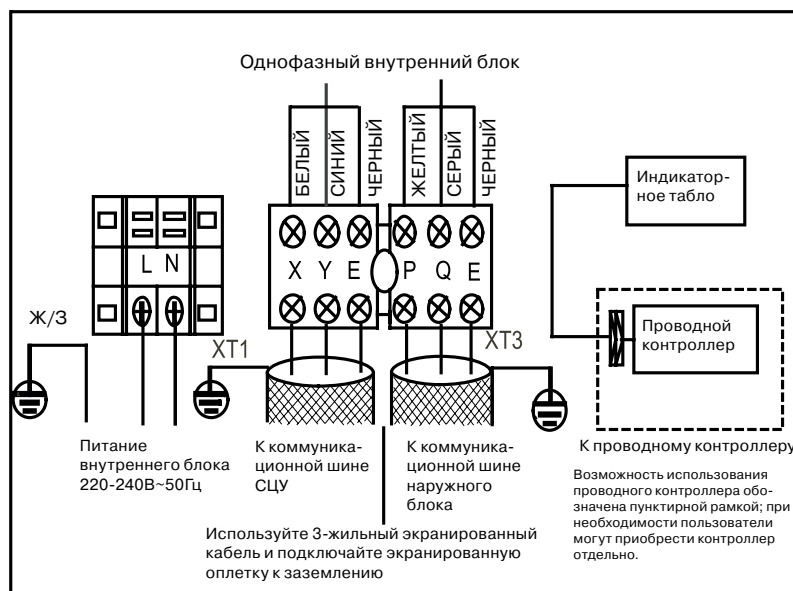 Однофазный внутренний блок
БЕЛЫЙ
СИНИЙ
ЧЕРНЫЙ
ЖЕЛТЫЙ
СЕРЫЙ
ЧЕРНЫЙ
Индикатор-
ное табло
L N
X Y E P Q E
Ж/З
XT1
XT3
Проводной
контроллер
Питание
внутреннего блока
220-240В~50Гц
К коммуника-
ционной шине
СЦУ
К коммуника-
ционной шине
наружного
блока
К проводному контроллеру
Возможность использования
проводного контроллера обо-
значена пунктирной рамкой; при
необходимости пользователи
могут приобрести контроллер
отдельно.
Используйте 3-жильный экранированный
кабель и подключайте экранированную
оплетку к заземлению